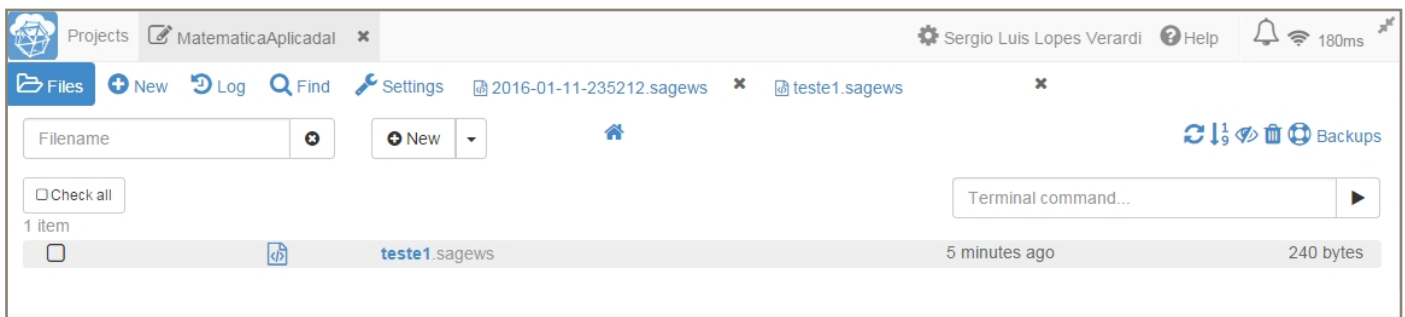 Projects MatematicaAplicadaI Sergio Luis Lopes Verardi Help 180ms
Files New Log Find Settings 2016-01-11-235212.sagews teste1.sagews
Filename New Backups
Check all Terminal command...
1 item
teste1.sagews 5 minutes ago 240 bytes